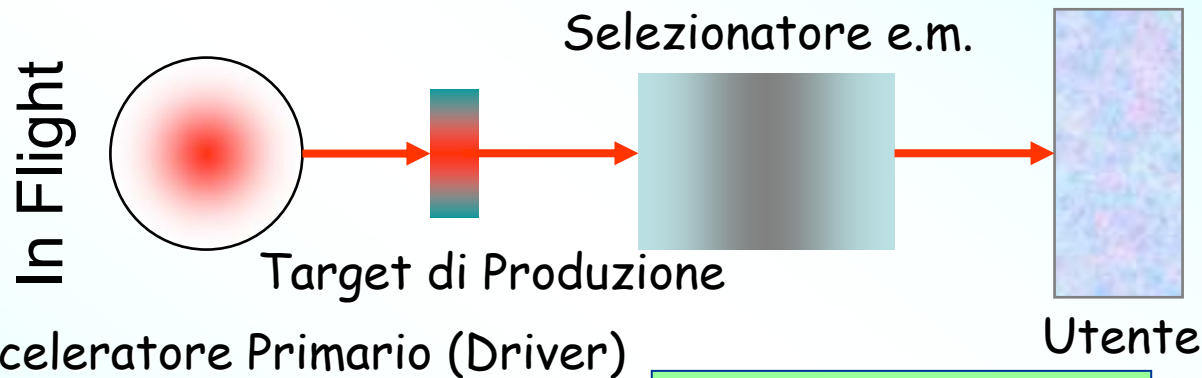 Selezionatore e.m.
In Flight
Target di Produzione
Utente
celeratore Primario (Driver)